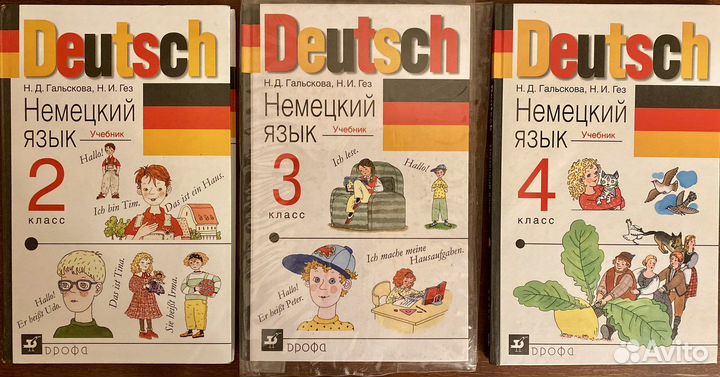 Deutsch
Н. Д. Гальскова, Н. И. Гез
Немецкий
язык
Учебник
2
класс
Hallo!
Ich bin Tim.
Das ist ein Haus.
Hallo!
Er heißt Udo.
Das ist Tina.
Sie heißt Irma.
дрофа
Deutsch
Н. Д. Гальскова, Н. И. Гез
Немецкий
язык
Учебник
3
класс
Ich lese.
Hallo!
Hallo!
Er heißt Peter.
Ich mache meine
Hausaufgaben.
дрофа
Deutsch
Н. Д. Гальскова, Н. И. Гез
Немецкий
язык
Учебник
4
класс
дрофа
Avito